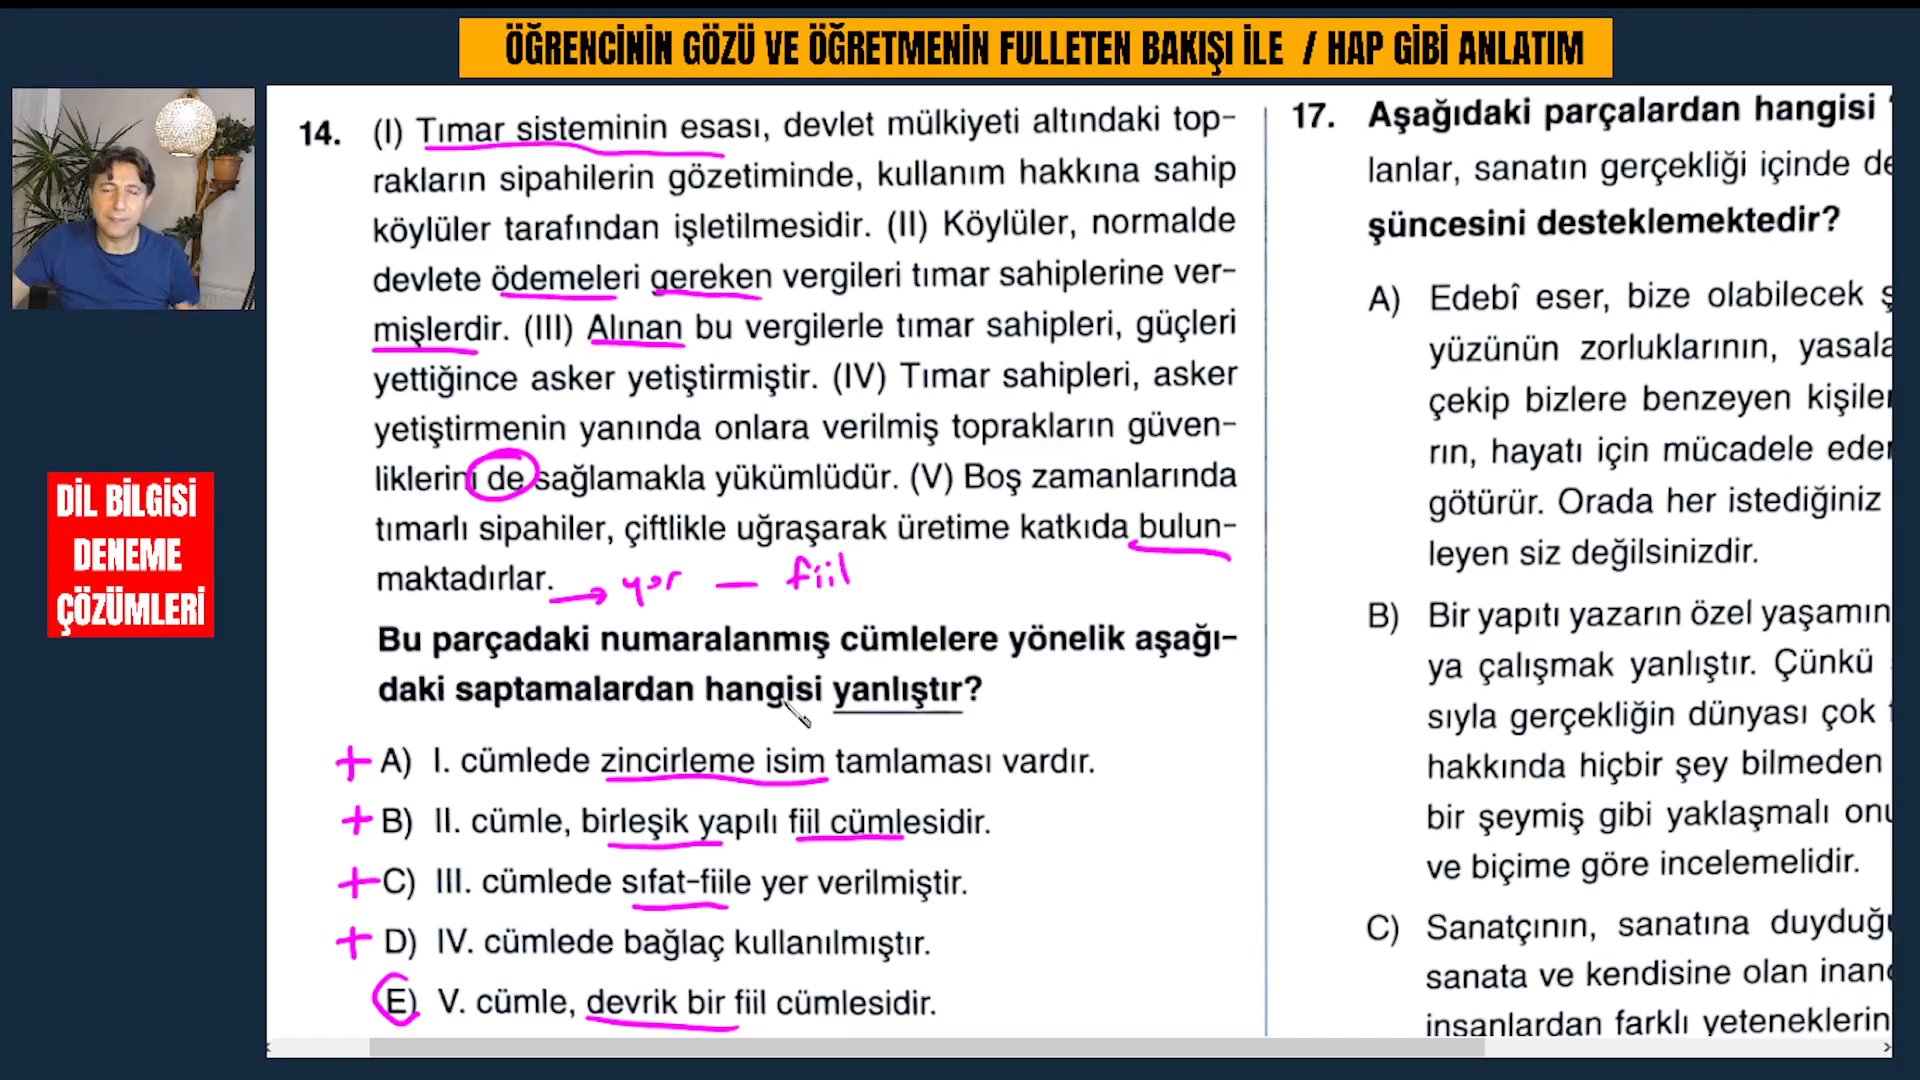 ÖĞRENCİNİN GÖZÜ VE ÖĞRETMENİN FULLETEN BAKIŞI İLE / HAP GİBİ ANLATIM
DİL BİLGİSİ
DENEME
ÇÖZÜMLERİ
14. (I) Tımar sisteminin esası, devlet mülkiyeti altındaki top-
rakların sipahilerin gözetiminde, kullanım hakkına sahip
köylüler tarafından işletilmesidir. (II) Köylüler, normalde
devlete ödemeleri gereken vergileri tımar sahiplerine ver-
mişlerdir. (III) Alınan bu vergilerle tımar sahipleri, güçleri
yettiğince asker yetiştirmiştir. (IV) Tımar sahipleri, asker
yetiştirmenin yanında onlara verilmiş toprakların güven-
liklerini de sağlamakla yükümlüdür. (V) Boş zamanlarında
tımarlı sipahiler, çiftlikle uğraşarak üretime katkıda bulun-
maktadırlar. → yor — fiil
Bu parçadaki numaralanmış cümlelere yönelik aşağı-
daki saptamalardan hangisi yanlıştır?
+ A) I. cümlede zincirleme isim tamlaması vardır.
+ B) II. cümle, birleşik yapılı fiil cümlesidir.
+ C) III. cümlede sıfat-fiile yer verilmiştir.
+ D) IV. cümlede bağlaç kullanılmıştır.
E) V. cümle, devrik bir fiil cümlesidir.
17. Aşağıdaki parçalardan hangisi
lanlar, sanatın gerçekliği içinde de
şüncesini desteklemektedir?
A) Edebî eser, bize olabilecek ş
yüzünün zorluklarının, yasala
çekip bizlere benzeyen kişiler
rın, hayatı için mücadele eder
götürür. Orada her istediğiniz
leyen siz değilsinizdir.
B) Bir yapıtı yazarın özel yaşamın
ya çalışmak yanlıştır. Çünkü
sıyla gerçekliğin dünyası çok
hakkında hiçbir şey bilmeden
bir şeymiş gibi yaklaşmalı onu
ve biçime göre incelemelidir.
C) Sanatçının, sanatına duyduğu
sanata ve kendisine olan inanc
insanlardan farklı yeteneklerin